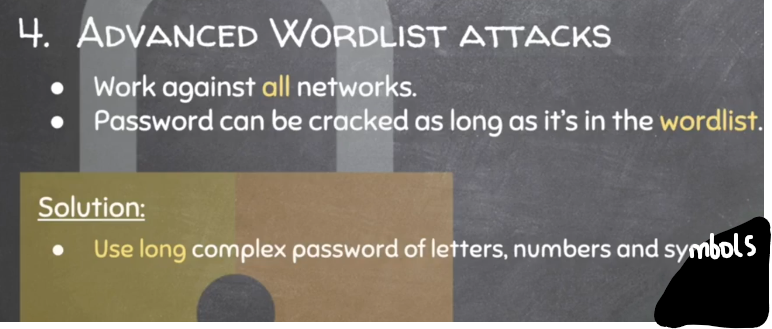 4. ADVANCED WORDLIST ATTACKS
● Work against all networks.
● Password can be cracked as long as it's in the wordlist.
Solution:
● Use long complex password of letters, numbers and symbols